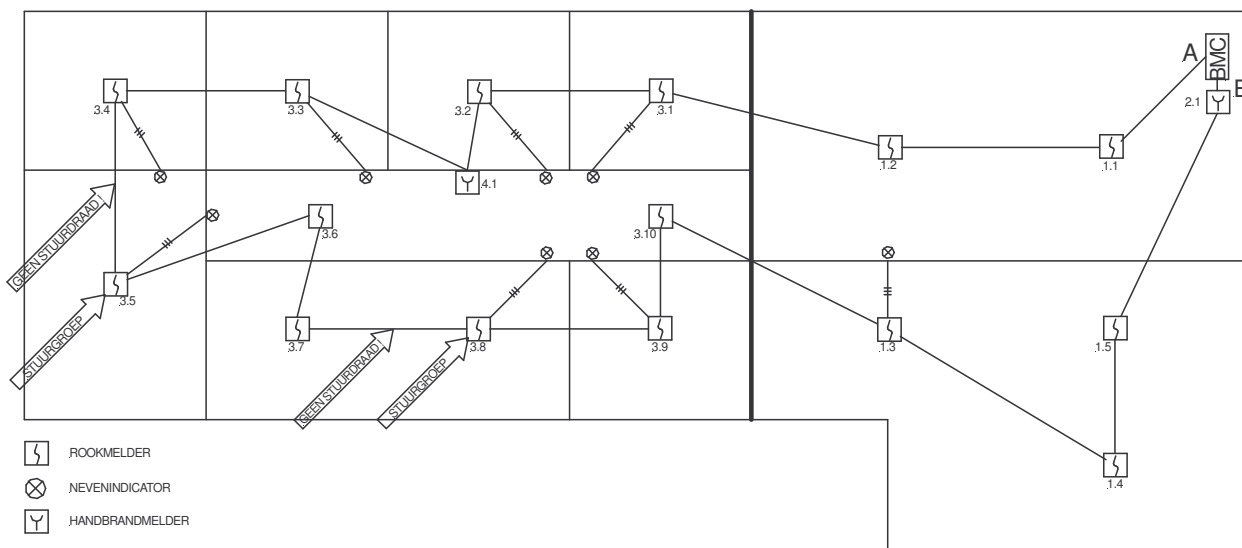 A
BMC
B
2.1
3.4
3.3
3.2
3.1
1.2
1.1
4.1
3.6
3.10
GEEN STUURDRAAD !
3.5
STUURGROEP
3.7
GEEN STUURDRAAD !
3.8
STUURGROEP
3.9
1.3
1.5
1.4
ROOKMELDER
NEVENINDICATOR
HANDBRANDMELDER